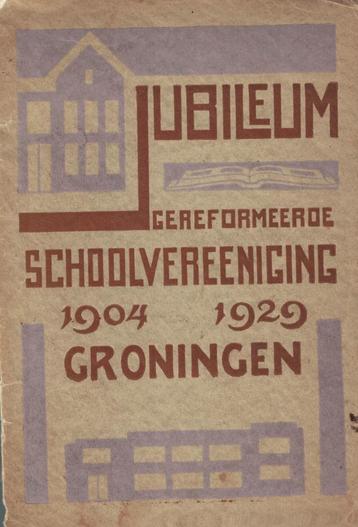 JUBILEUM
GEREFORMEERDE
SCHOOLVEREENIGING
1904 1929
GRONINGEN